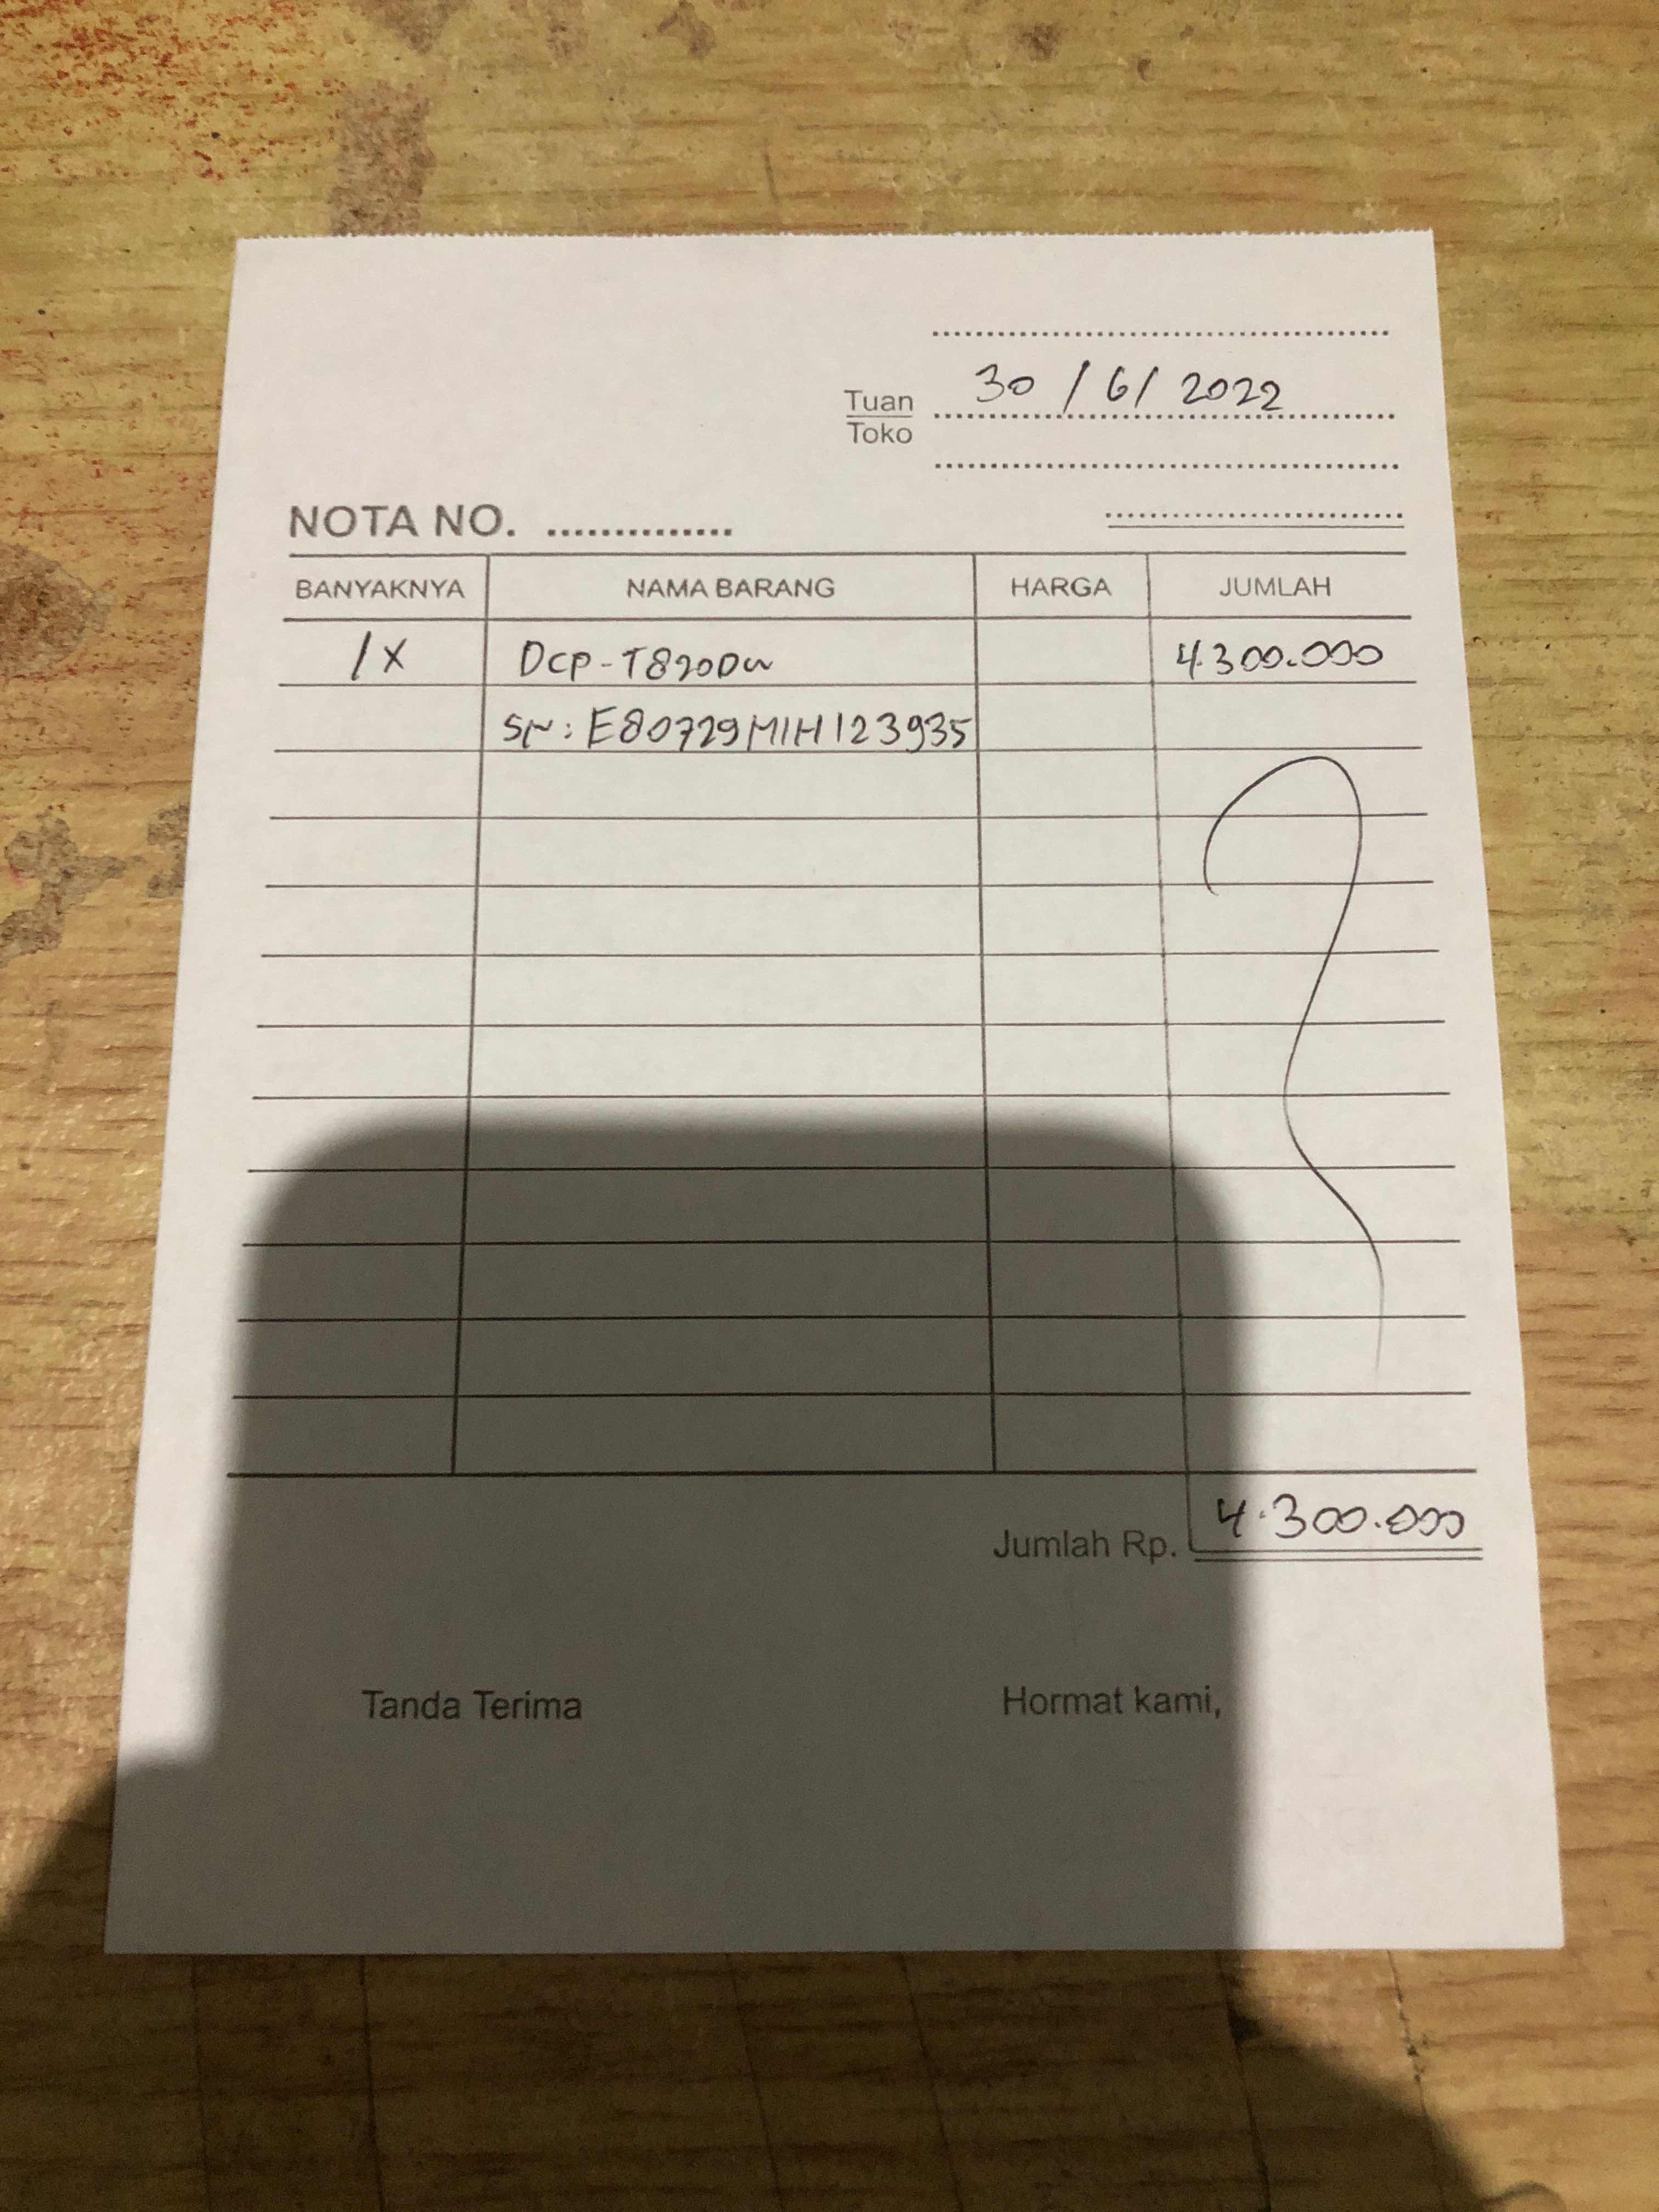 30 / 6 / 2022
Tuan
Toko
NOTA NO. ..............
BANYAKNYA NAMA BARANG HARGA JUMLAH
1X DCP-T820DW 4.300.000
SN: E80729M1H123935
Jumlah Rp. 4.300.000
Tanda Terima Hormat kami,